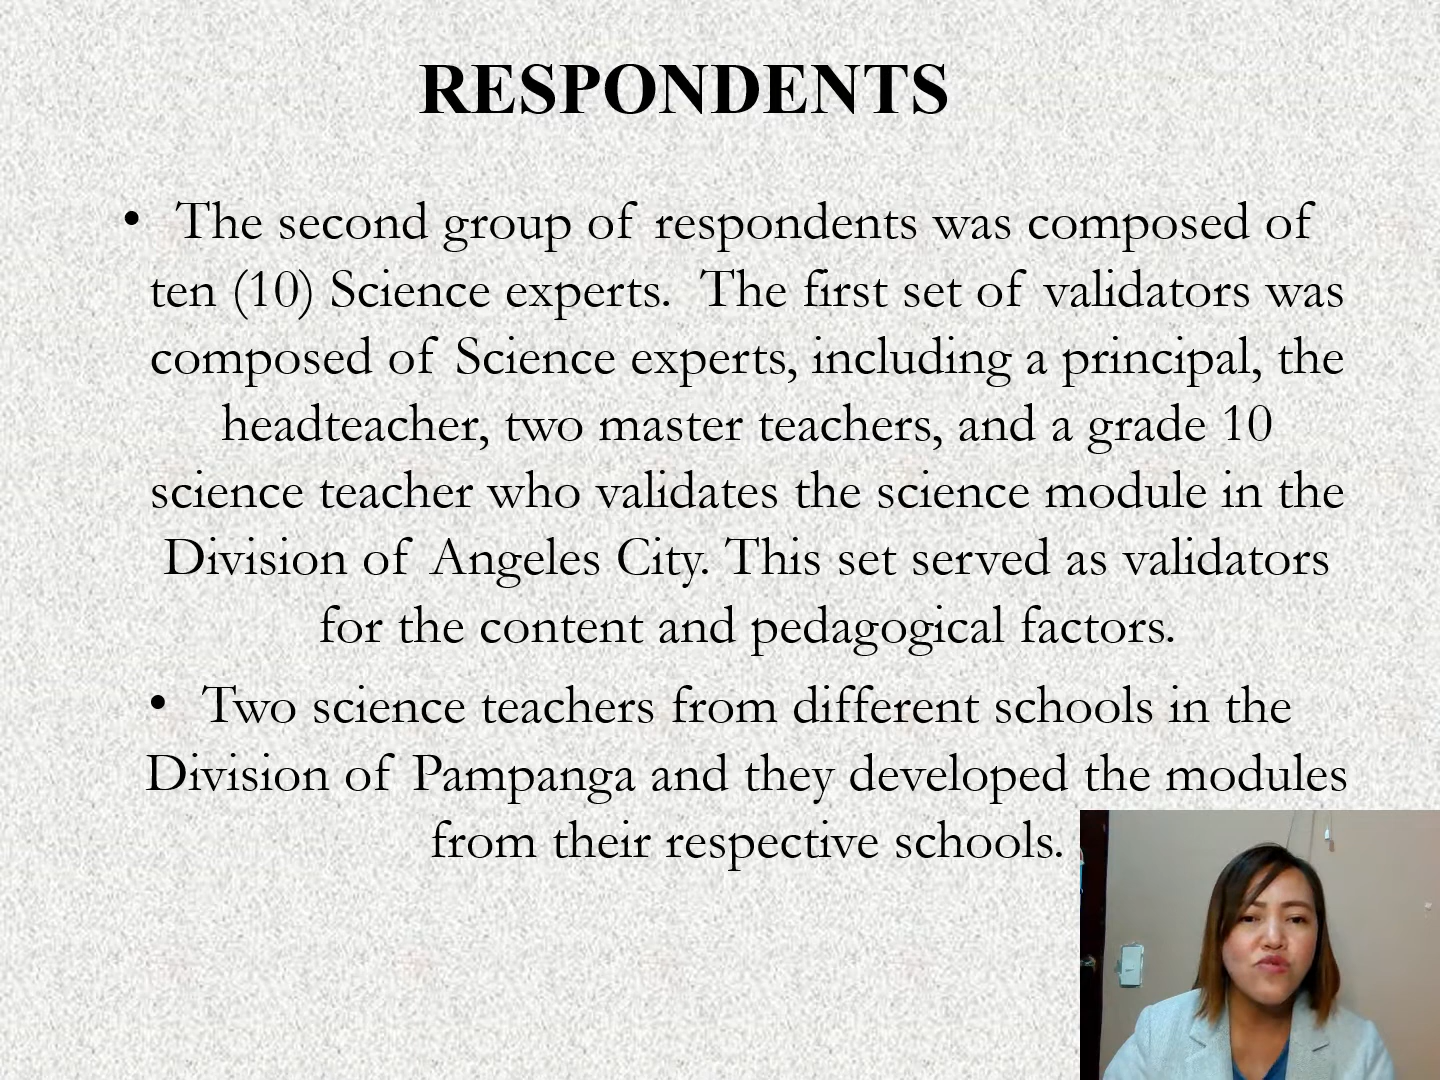 RESPONDENTS
• The second group of respondents was composed of
ten (10) Science experts.  The first set of validators was
composed of Science experts, including a principal, the
headteacher, two master teachers, and a grade 10
science teacher who validates the science module in the
Division of Angeles City. This set served as validators
for the content and pedagogical factors.
• Two science teachers from different schools in the
Division of Pampanga and they developed the modules
from their respective schools.